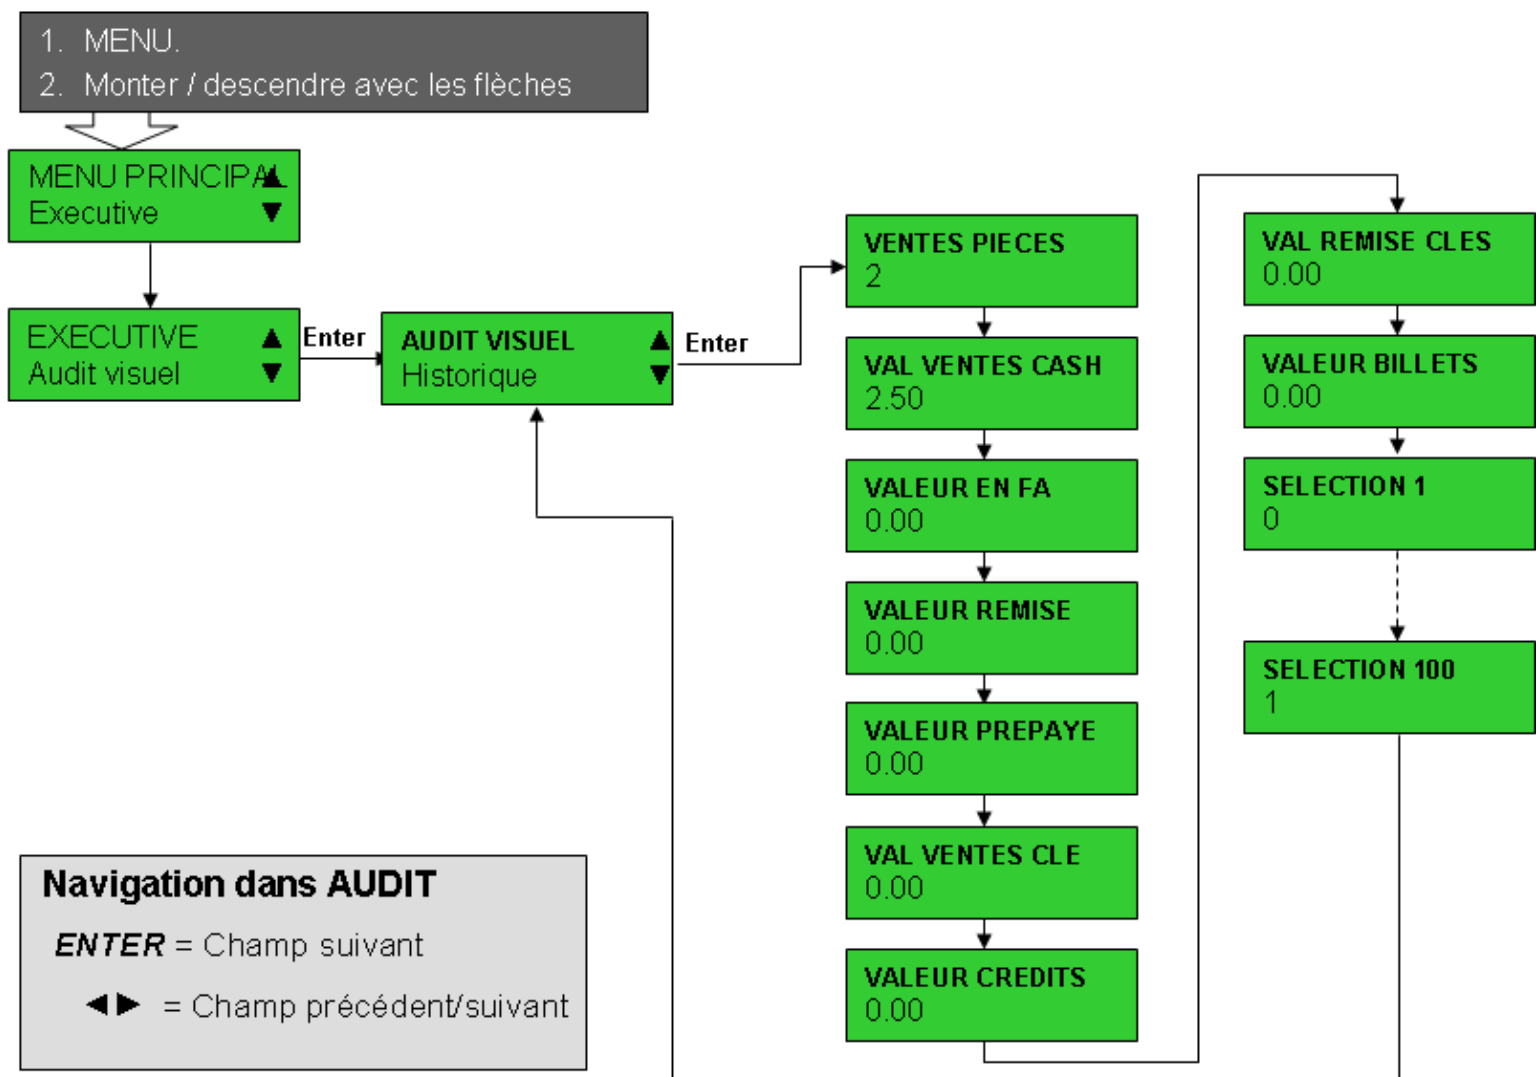 1. MENU.
2. Monter / descendre avec les flèches
MENU PRINCIPAL
Executive
EXECUTIVE
Audit visuel
Enter
AUDIT VISUEL
Historique
Enter
VENTES PIECES
2
VAL VENTES CASH
2.50
VALEUR EN FA
0.00
VALEUR REMISE
0.00
VALEUR PREPAYE
0.00
VAL VENTES CLE
0.00
VALEUR CREDITS
0.00
VAL REMISE CLES
0.00
VALEUR BILLETS
0.00
SELECTION 1
0
SELECTION 100
1
Navigation dans AUDIT
ENTER = Champ suivant
◀▶ = Champ précédent/suivant